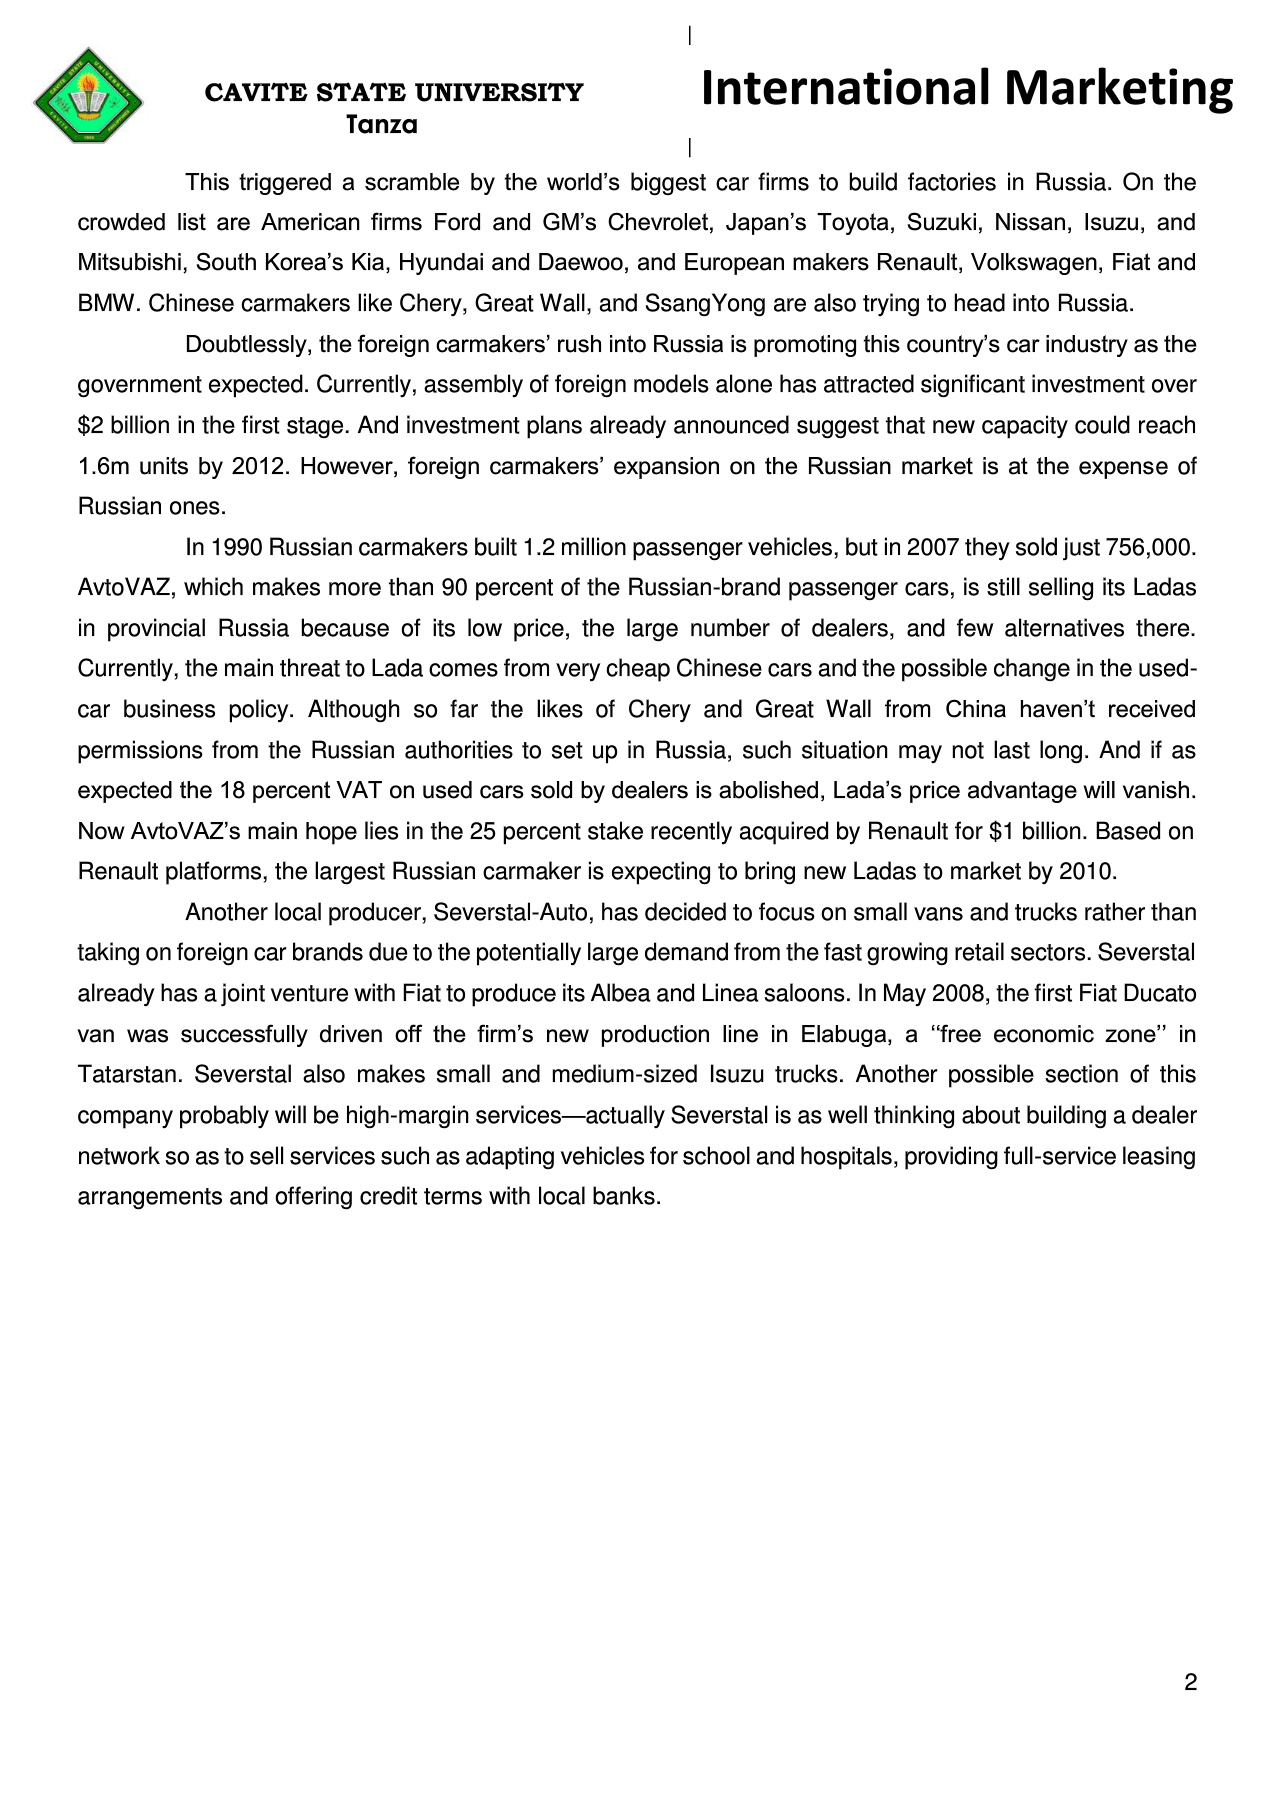 CAVITE STATE UNIVERSITY
Tanza
International Marketing
This triggered a scramble by the world’s biggest car firms to build factories in Russia. On the
crowded list are American firms Ford and GM’s Chevrolet, Japan’s Toyota, Suzuki, Nissan, Isuzu, and
Mitsubishi, South Korea’s Kia, Hyundai and Daewoo, and European makers Renault, Volkswagen, Fiat and
BMW. Chinese carmakers like Chery, Great Wall, and SsangYong are also trying to head into Russia.
Doubtlessly, the foreign carmakers’ rush into Russia is promoting this country’s car industry as the
government expected. Currently, assembly of foreign models alone has attracted significant investment over
$2 billion in the first stage. And investment plans already announced suggest that new capacity could reach
1.6m units by 2012. However, foreign carmakers’ expansion on the Russian market is at the expense of
Russian ones.
In 1990 Russian carmakers built 1.2 million passenger vehicles, but in 2007 they sold just 756,000.
AvtoVAZ, which makes more than 90 percent of the Russian-brand passenger cars, is still selling its Ladas
in provincial Russia because of its low price, the large number of dealers, and few alternatives there.
Currently, the main threat to Lada comes from very cheap Chinese cars and the possible change in the used-
car business policy. Although so far the likes of Chery and Great Wall from China haven’t received
permissions from the Russian authorities to set up in Russia, such situation may not last long. And if as
expected the 18 percent VAT on used cars sold by dealers is abolished, Lada’s price advantage will vanish.
Now AvtoVAZ’s main hope lies in the 25 percent stake recently acquired by Renault for $1 billion. Based on
Renault platforms, the largest Russian carmaker is expecting to bring new Ladas to market by 2010.
Another local producer, Severstal-Auto, has decided to focus on small vans and trucks rather than
taking on foreign car brands due to the potentially large demand from the fast growing retail sectors. Severstal
already has a joint venture with Fiat to produce its Albea and Linea saloons. In May 2008, the first Fiat Ducato
van was successfully driven off the firm’s new production line in Elabuga, a ‘‘free economic zone’’ in
Tatarstan. Severstal also makes small and medium-sized Isuzu trucks. Another possible section of this
company probably will be high-margin services—actually Severstal is as well thinking about building a dealer
network so as to sell services such as adapting vehicles for school and hospitals, providing full-service leasing
arrangements and offering credit terms with local banks.
2